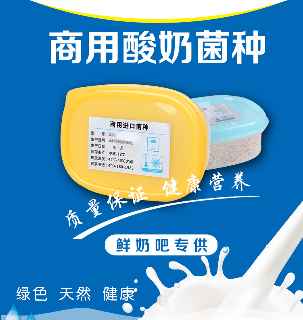 商用酸奶菌种
商用进口菌种
质量保证 健康营养
鲜奶吧专供
绿色 天然 健康